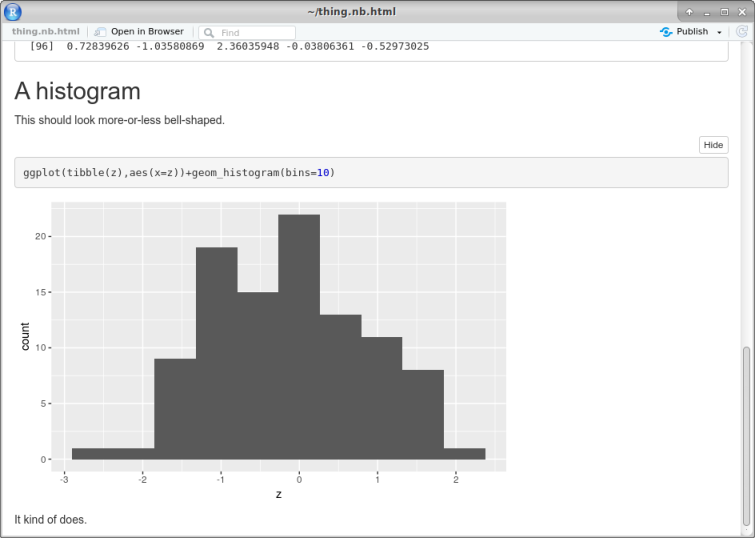 ~/thing.nb.html
thing.nb.html Open in Browser Find Publish
[96] 0.72839626 -1.03580869 2.36035948 -0.03806361 -0.52973025
A histogram
This should look more-or-less bell-shaped.
Hide
ggplot(tibble(z),aes(x=z))+geom_histogram(bins=10)
20
15
count
10
5
0
-3 -2 -1 0 1 2
z
It kind of does.